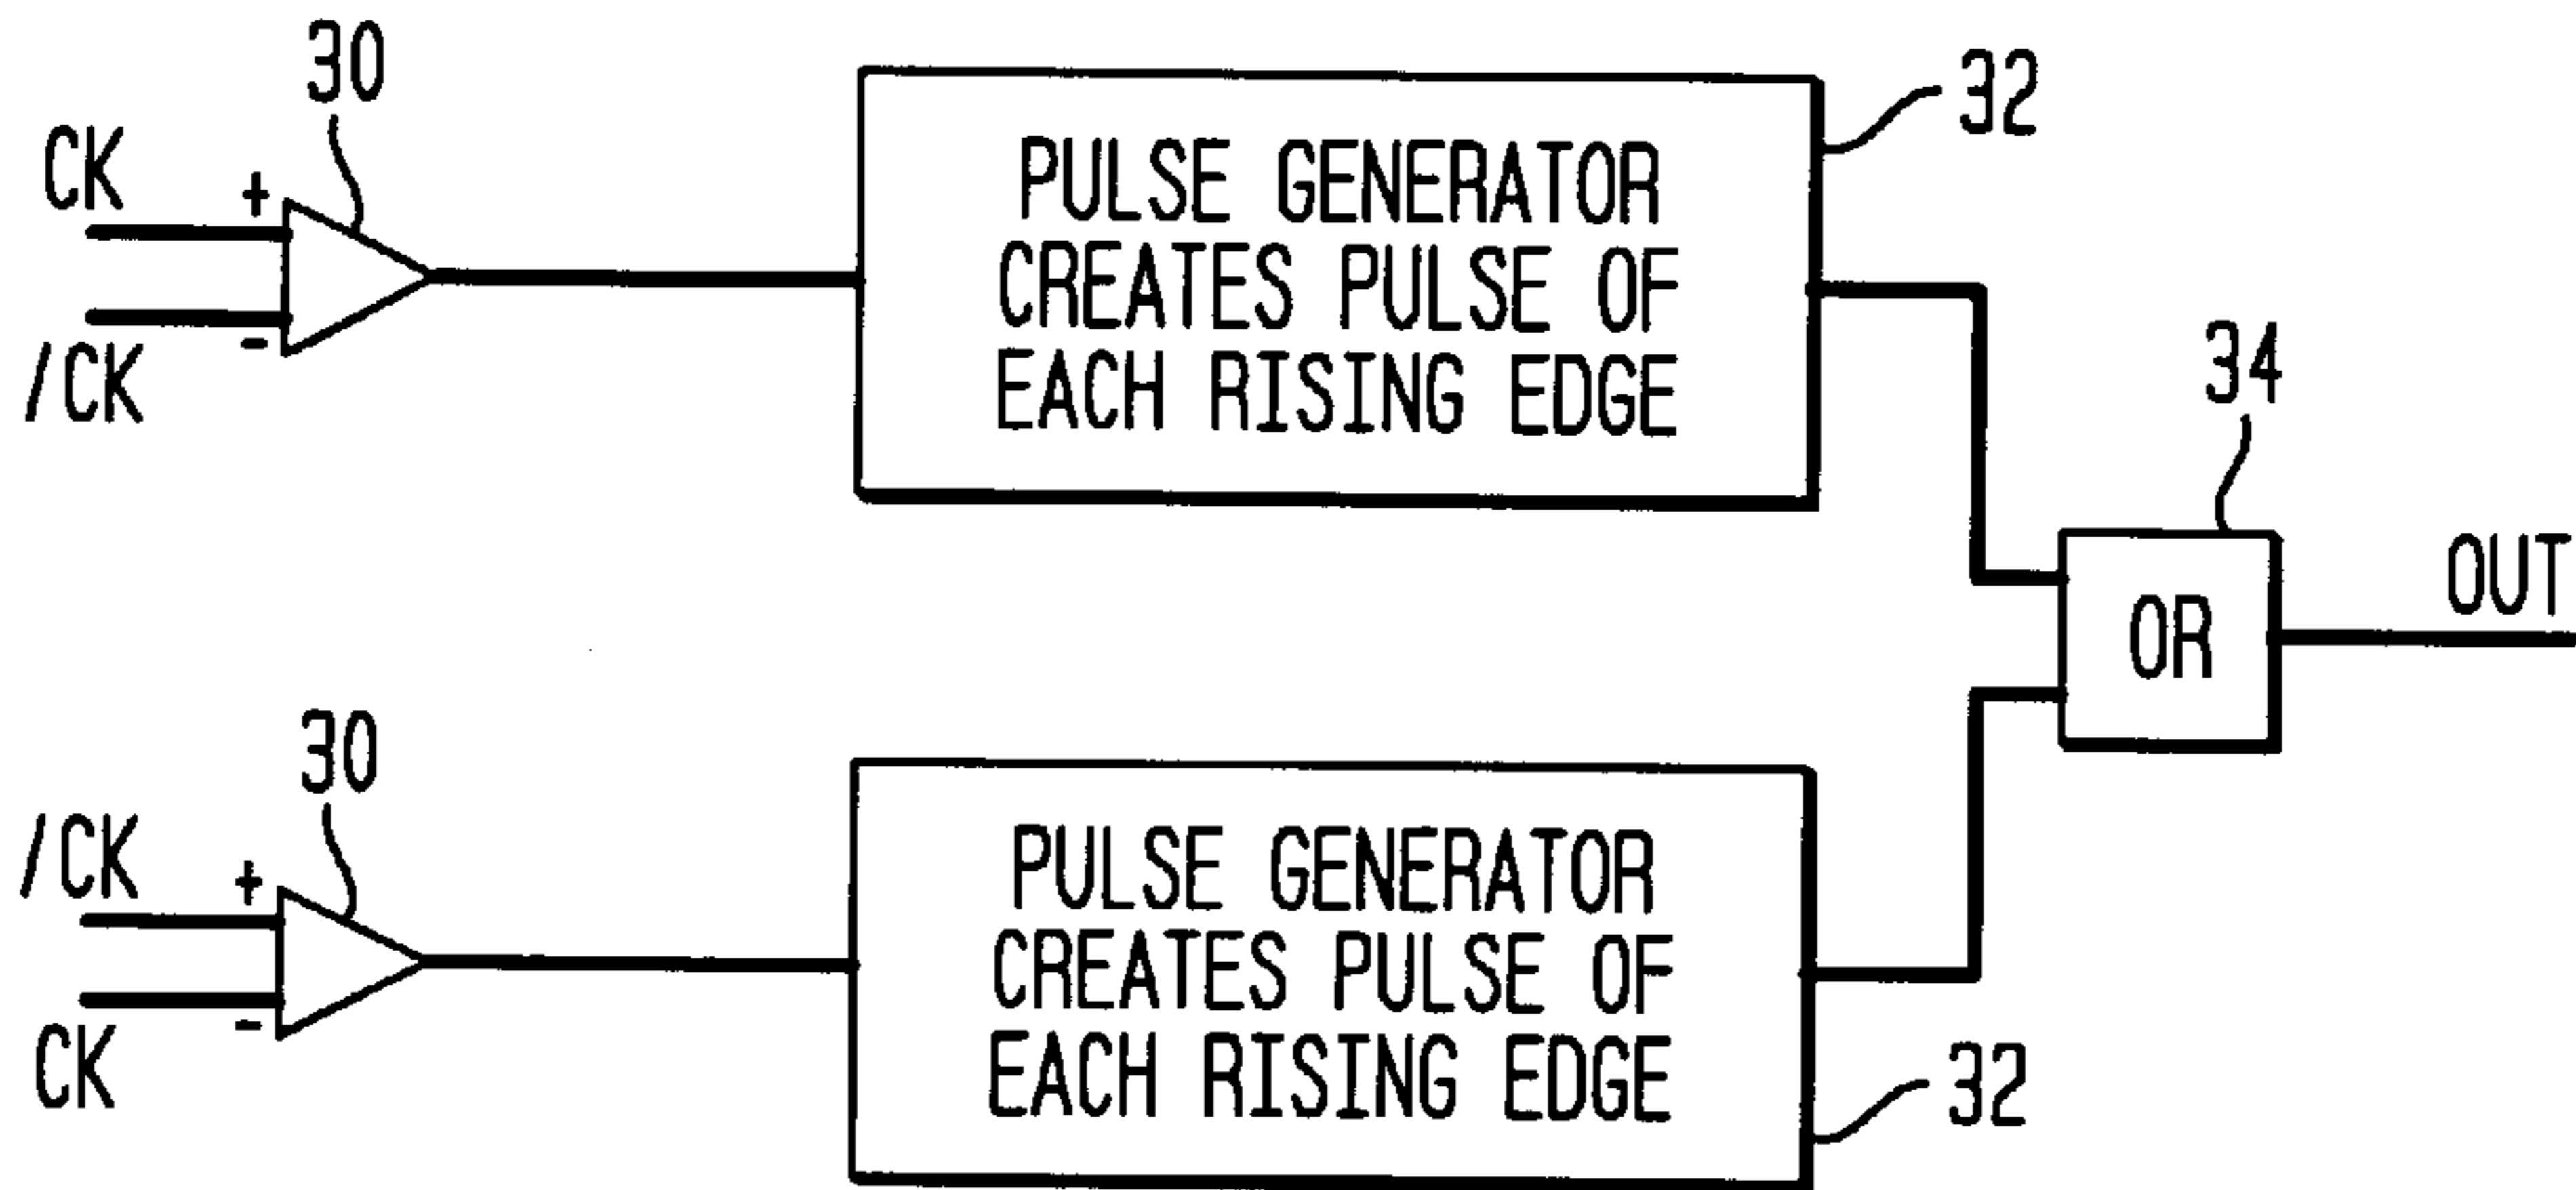 30
CK
+
-
/CK
PULSE GENERATOR
CREATES PULSE OF
EACH RISING EDGE
32
34
OR
OUT
30
/CK
+
-
CK
PULSE GENERATOR
CREATES PULSE OF
EACH RISING EDGE
32